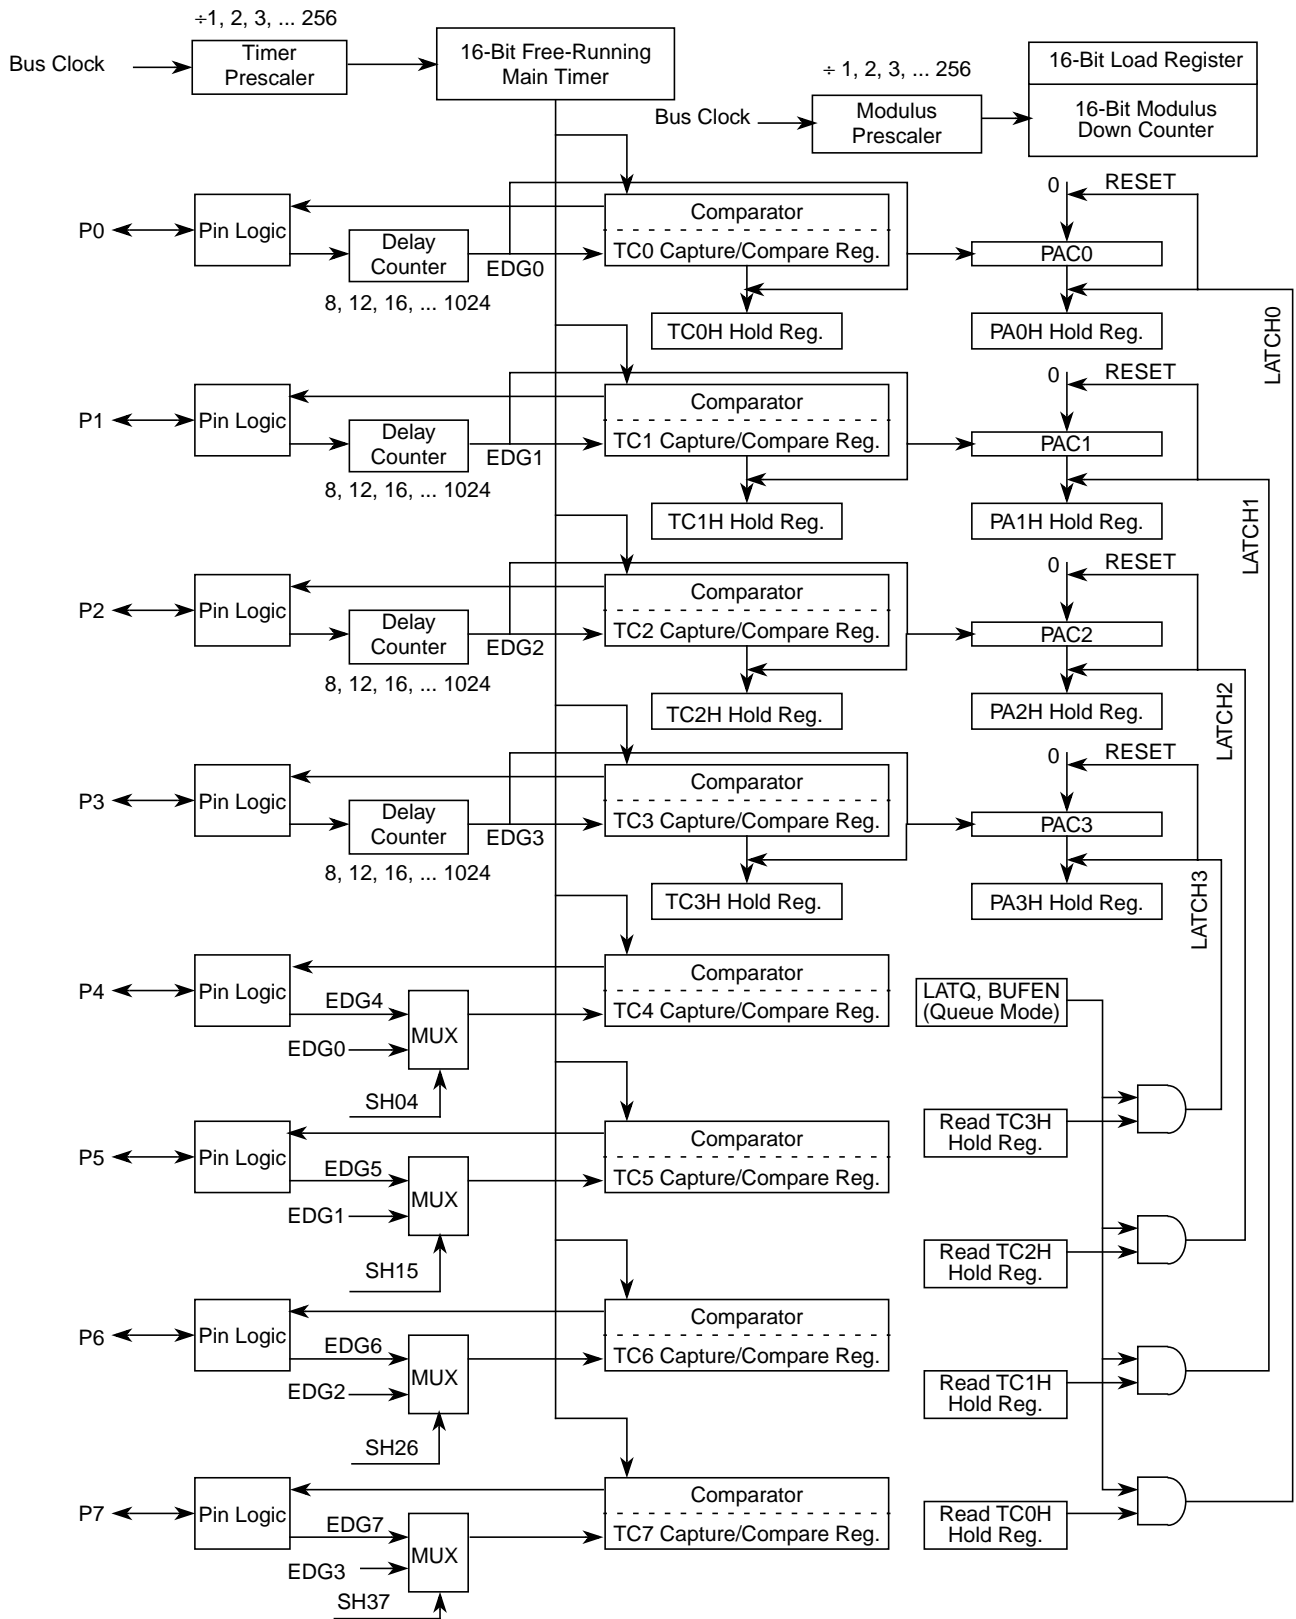 ÷1, 2, 3, ... 256
Bus Clock
Timer
Prescaler
16-Bit Free-Running
Main Timer
÷ 1, 2, 3, ... 256
Bus Clock
Modulus
Prescaler
16-Bit Load Register
16-Bit Modulus
Down Counter
P0
Pin Logic
Delay
Counter
8, 12, 16, ... 1024
EDG0
Comparator
TC0 Capture/Compare Reg.
TC0H Hold Reg.
0
RESET
PAC0
PA0H Hold Reg.
LATCH0
P1
Pin Logic
Delay
Counter
8, 12, 16, ... 1024
EDG1
Comparator
TC1 Capture/Compare Reg.
TC1H Hold Reg.
0
RESET
PAC1
PA1H Hold Reg.
LATCH1
P2
Pin Logic
Delay
Counter
8, 12, 16, ... 1024
EDG2
Comparator
TC2 Capture/Compare Reg.
TC2H Hold Reg.
0
RESET
PAC2
PA2H Hold Reg.
LATCH2
P3
Pin Logic
Delay
Counter
8, 12, 16, ... 1024
EDG3
Comparator
TC3 Capture/Compare Reg.
TC3H Hold Reg.
0
RESET
PAC3
PA3H Hold Reg.
LATCH3
P4
Pin Logic
EDG4
EDG0
MUX
SH04
Comparator
TC4 Capture/Compare Reg.
LATQ, BUFEN
(Queue Mode)
Read TC3H
Hold Reg.
P5
Pin Logic
EDG5
EDG1
MUX
SH15
Comparator
TC5 Capture/Compare Reg.
Read TC2H
Hold Reg.
P6
Pin Logic
EDG6
EDG2
MUX
SH26
Comparator
TC6 Capture/Compare Reg.
Read TC1H
Hold Reg.
P7
Pin Logic
EDG7
EDG3
MUX
SH37
Comparator
TC7 Capture/Compare Reg.
Read TC0H
Hold Reg.